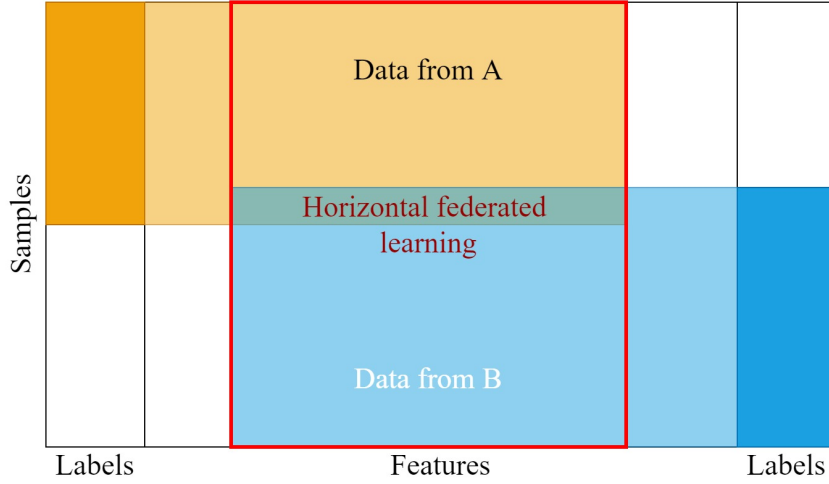 Data from A
Samples
Horizontal federated
learning
Data from B
Labels
Features
Labels